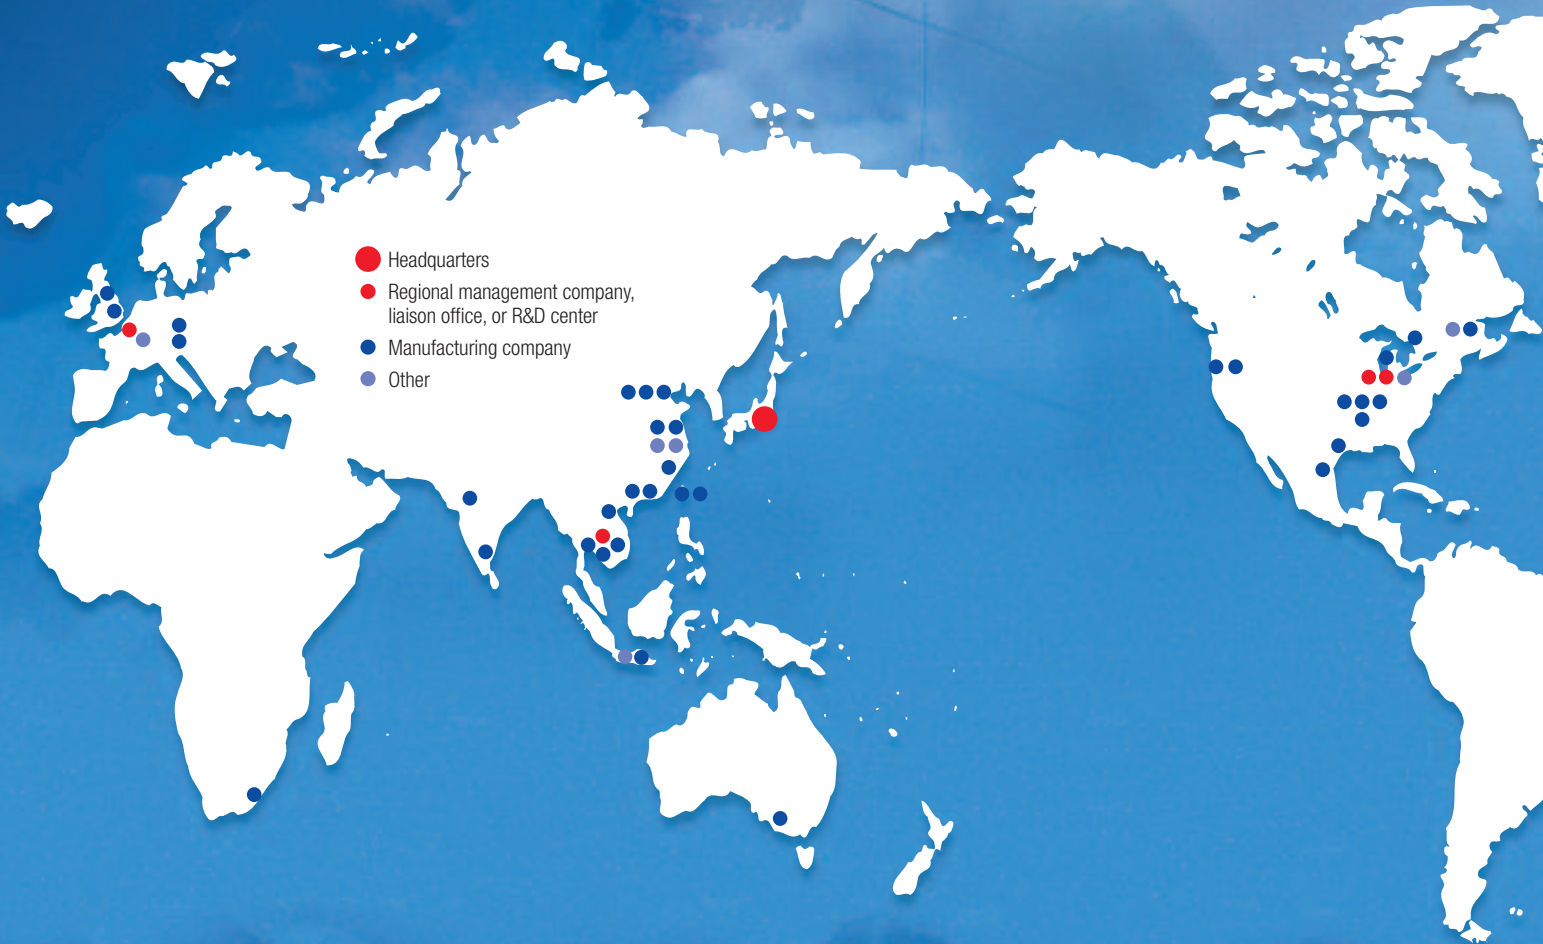 Headquarters
Regional management company,
liaison office, or R&D center
Manufacturing company
Other